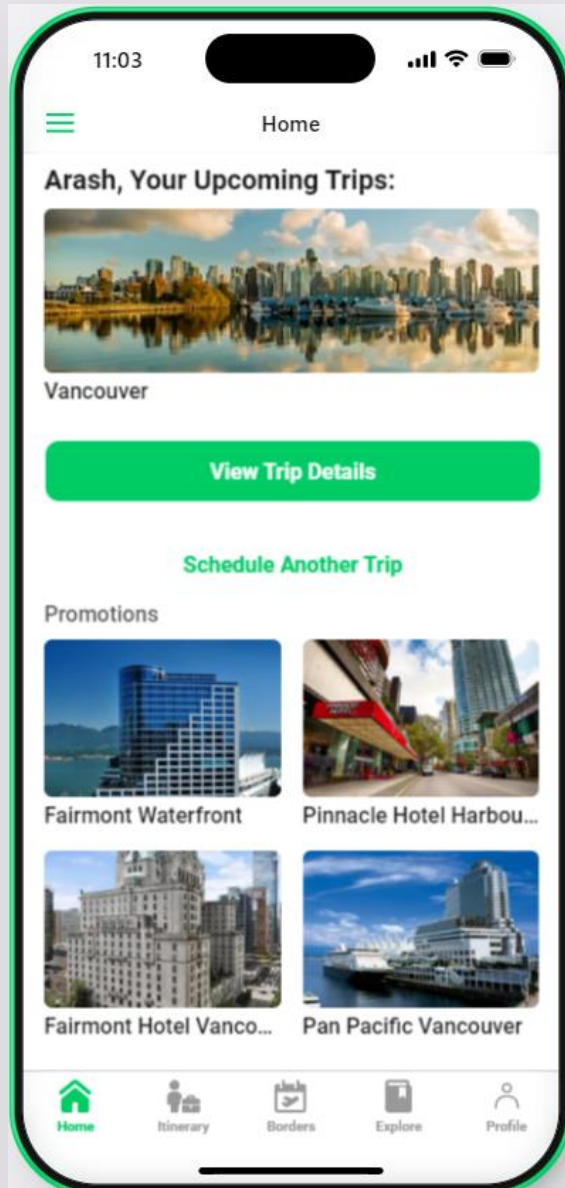 11:03
Home
Arash, Your Upcoming Trips:
Vancouver
View Trip Details
Schedule Another Trip
Promotions
Fairmont Waterfront
Pinnacle Hotel Harbou...
Fairmont Hotel Vanco...
Pan Pacific Vancouver
Home
Itinerary
Borders
Explore
Profile